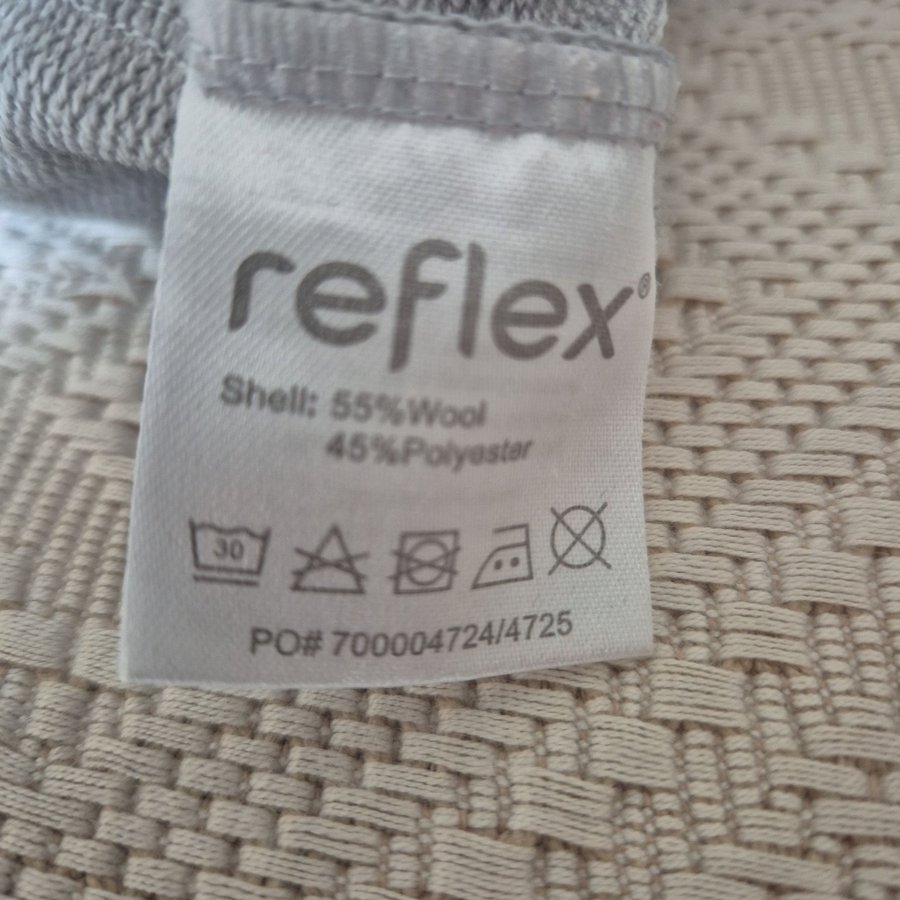 reflex®
Shell: 55%Wool
45%Polyester
30
PO# 700004724/4725